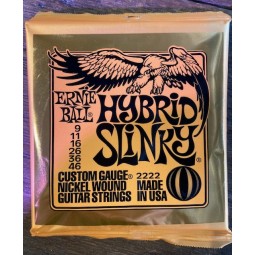 ERNIE BALL
HYBRID
SLINKY
9
11
16
26
36
46
CUSTOM GAUGE®
NICKEL WOUND
GUITAR STRINGS
2222
MADE
IN USA